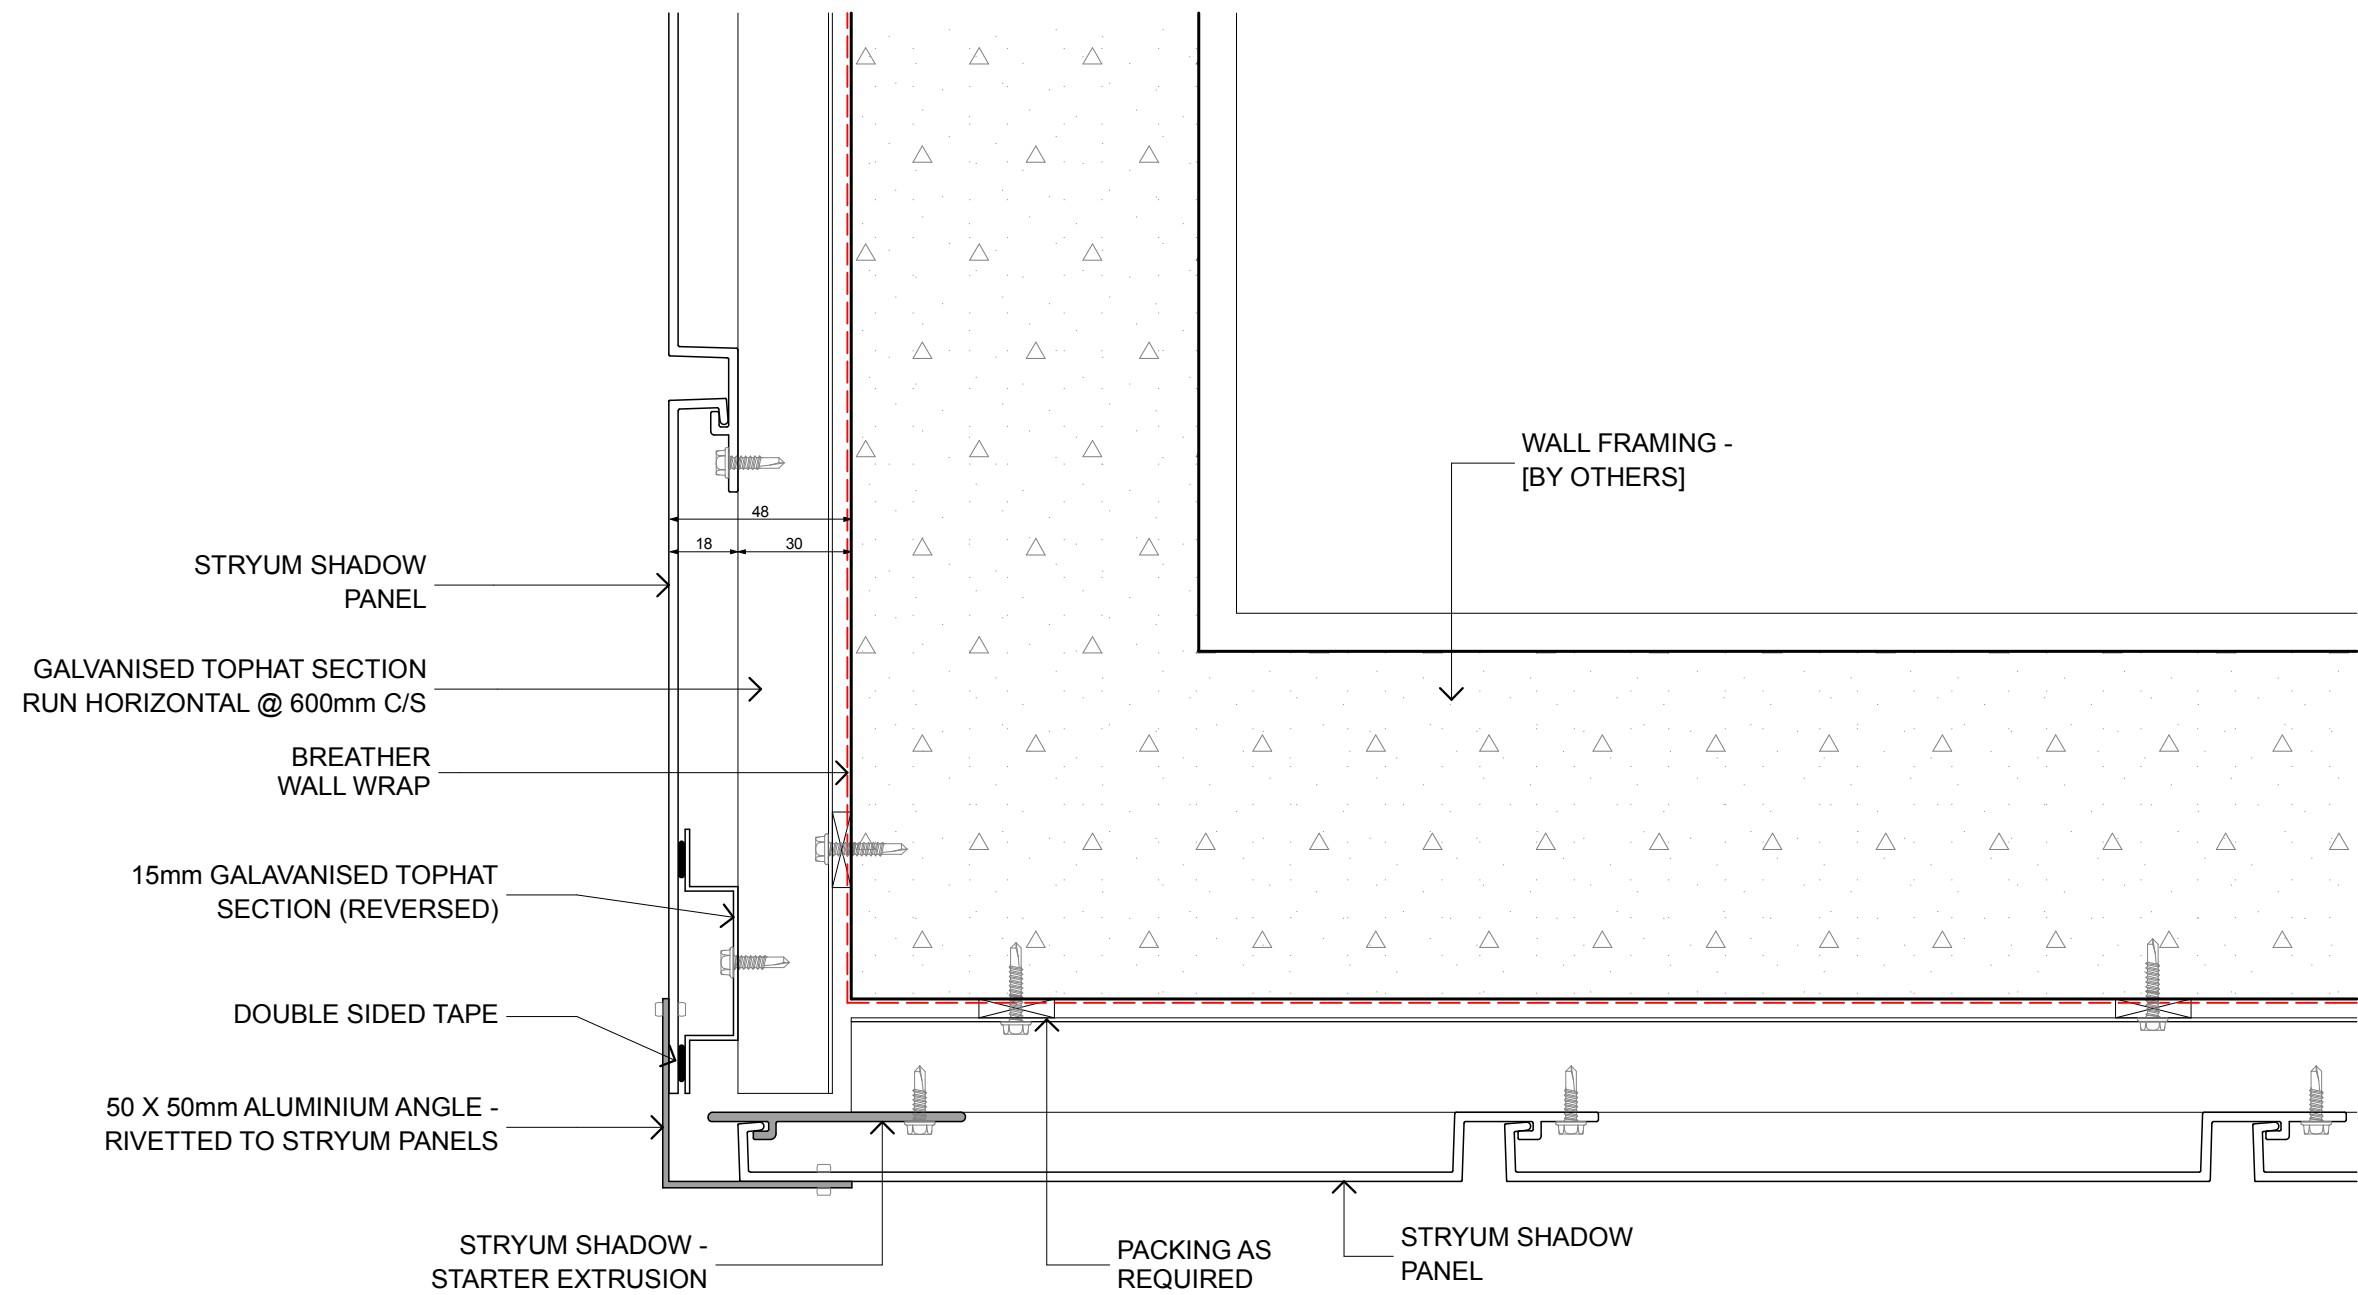 WALL FRAMING -
[BY OTHERS]
48
18
30
STRYUM SHADOW
PANEL
GALVANISED TOPHAT SECTION
RUN HORIZONTAL @ 600mm C/S
BREATHER
WALL WRAP
15mm GALAVANISED TOPHAT
SECTION (REVERSED)
DOUBLE SIDED TAPE
50 X 50mm ALUMINIUM ANGLE -
RIVETTED TO STRYUM PANELS
STRYUM SHADOW -
STARTER EXTRUSION
PACKING AS
REQUIRED
STRYUM SHADOW
PANEL